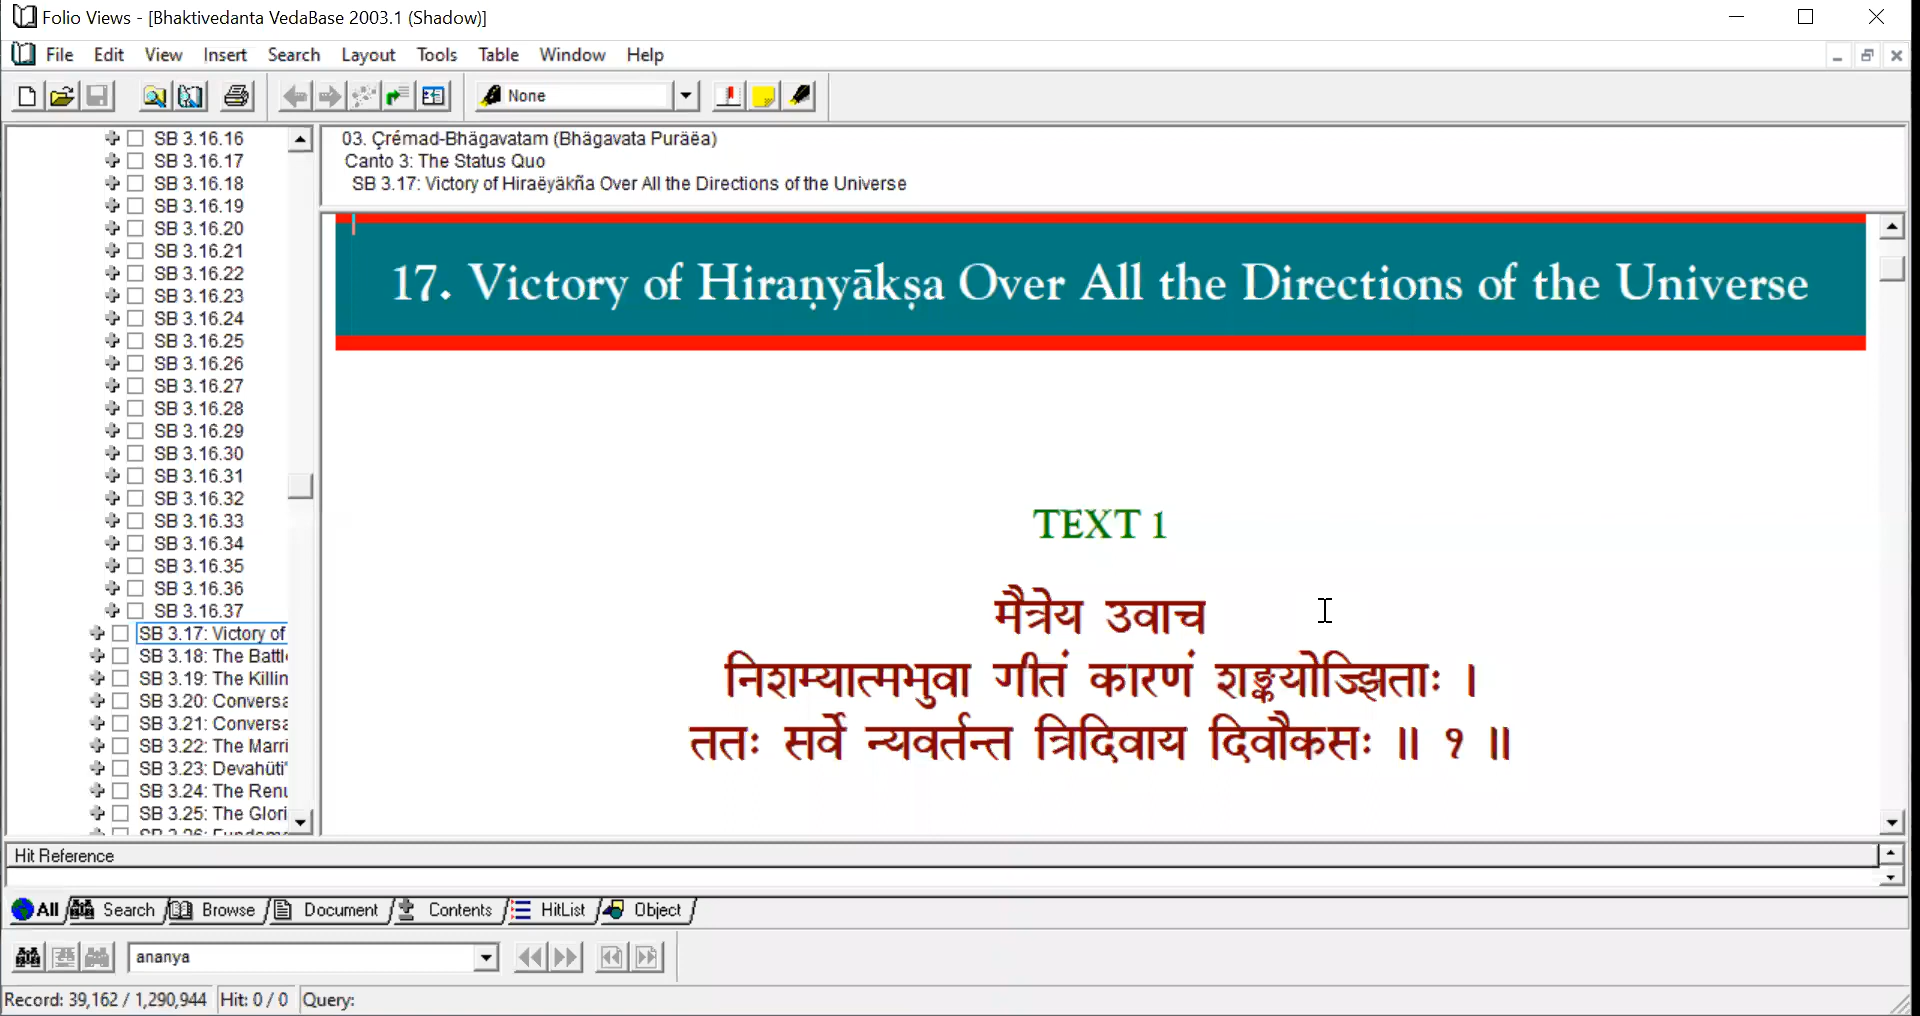 Folio Views - [Bhaktivedanta VedaBase 2003.1 (Shadow)]
File Edit View Insert Search Layout Tools Table Window Help
None
SB 3.16.16
SB 3.16.17
SB 3.16.18
SB 3.16.19
SB 3.16.20
SB 3.16.21
SB 3.16.22
SB 3.16.23
SB 3.16.24
SB 3.16.25
SB 3.16.26
SB 3.16.27
SB 3.16.28
SB 3.16.29
SB 3.16.30
SB 3.16.31
SB 3.16.32
SB 3.16.33
SB 3.16.34
SB 3.16.35
SB 3.16.36
SB 3.16.37
SB 3.17: Victory of
SB 3.18: The Battl
SB 3.19: The Killin
SB 3.20: Conversa
SB 3.21: Conversa
SB 3.22: The Marri
SB 3.23: Devahüti'
SB 3.24: The Renu
SB 3.25: The Glori
03. Çrémad-Bhägavatam (Bhägavata Puräëa)
Canto 3: The Status Quo
SB 3.17: Victory of Hiraëyäkña Over All the Directions of the Universe
17. Victory of Hiraṇyākṣa Over All the Directions of the Universe
TEXT 1
मैत्रेय उवाच
निशम्यात्मभुवा गीतं कारणं शङ्कयोज्झिताः ।
ततः सर्वे न्यवर्तन्त त्रिदिवाय दिवौकसः ॥ १ ॥
Hit Reference
All Search Browse Document Contents HitList Object
ananya
Record: 39,162 / 1,290,944 Hit: 0 / 0 Query: